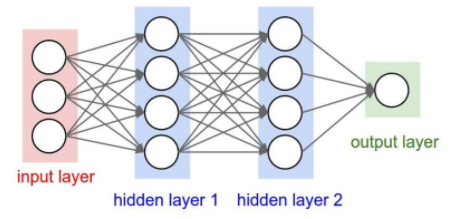 output layer
input layer
hidden layer 1
hidden layer 2